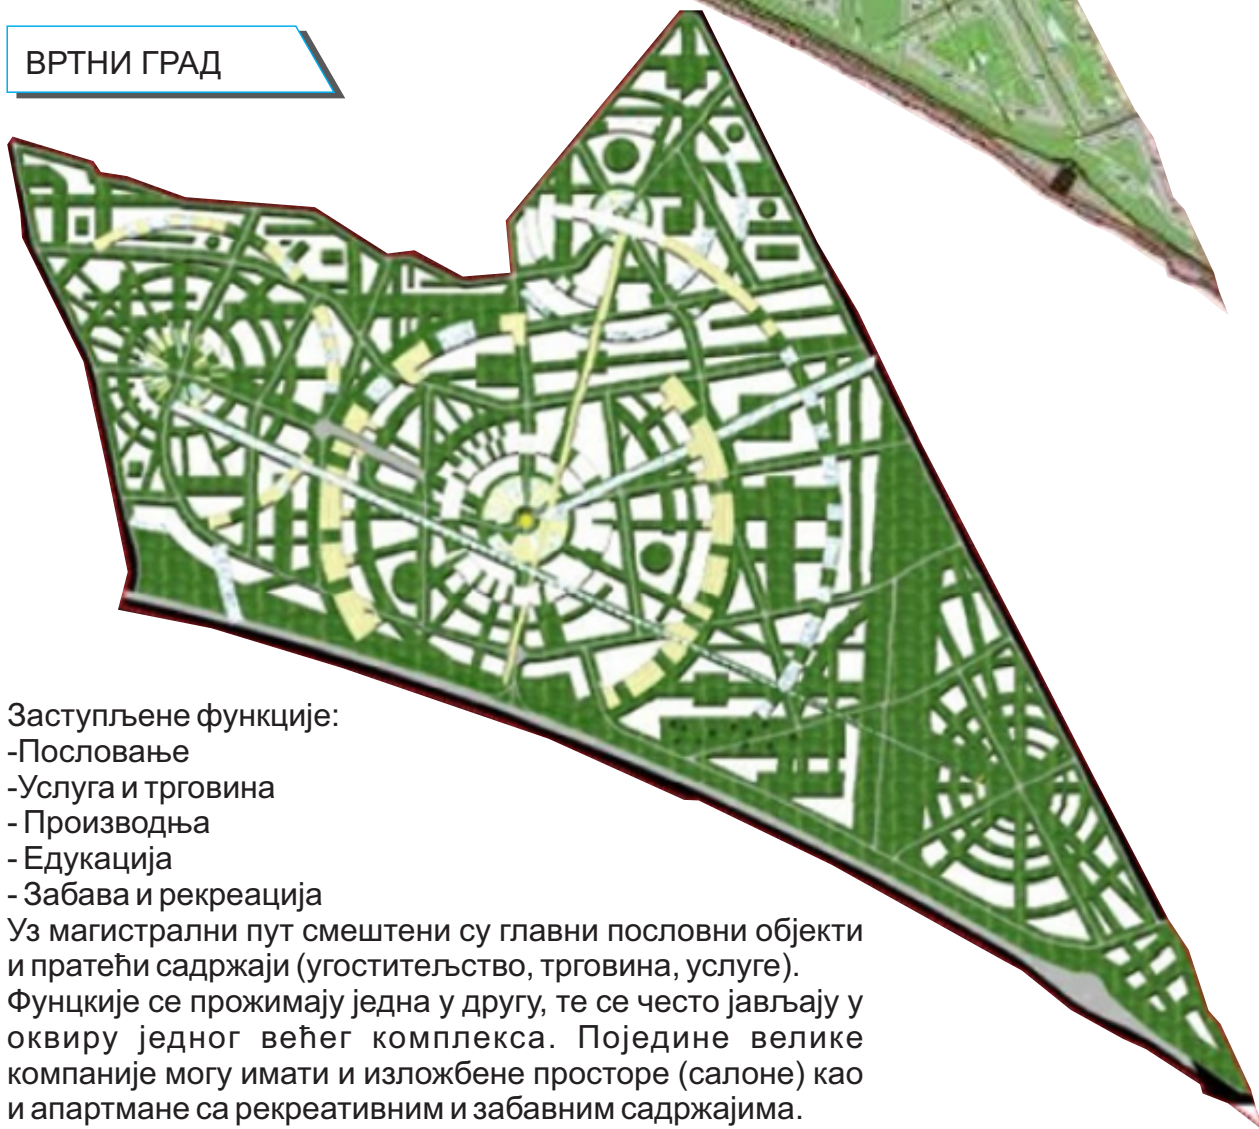 ВРТНИ ГРАД
Заступљене функције:
-Пословање
-Услуга и трговина
- Производња
- Едукација
- Забава и рекреација
Уз магистрални пут смештени су главни пословни објекти
и пратећи садржаји (угоститељство, трговина, услуге).
Фунцкије се прожимају једна у другу, те се често јављају у
оквиру једног већег комплекса. Поједине велике
компаније могу имати и изложбене просторе (салоне) као
и апартмане са рекреативним и забавним садржајима.